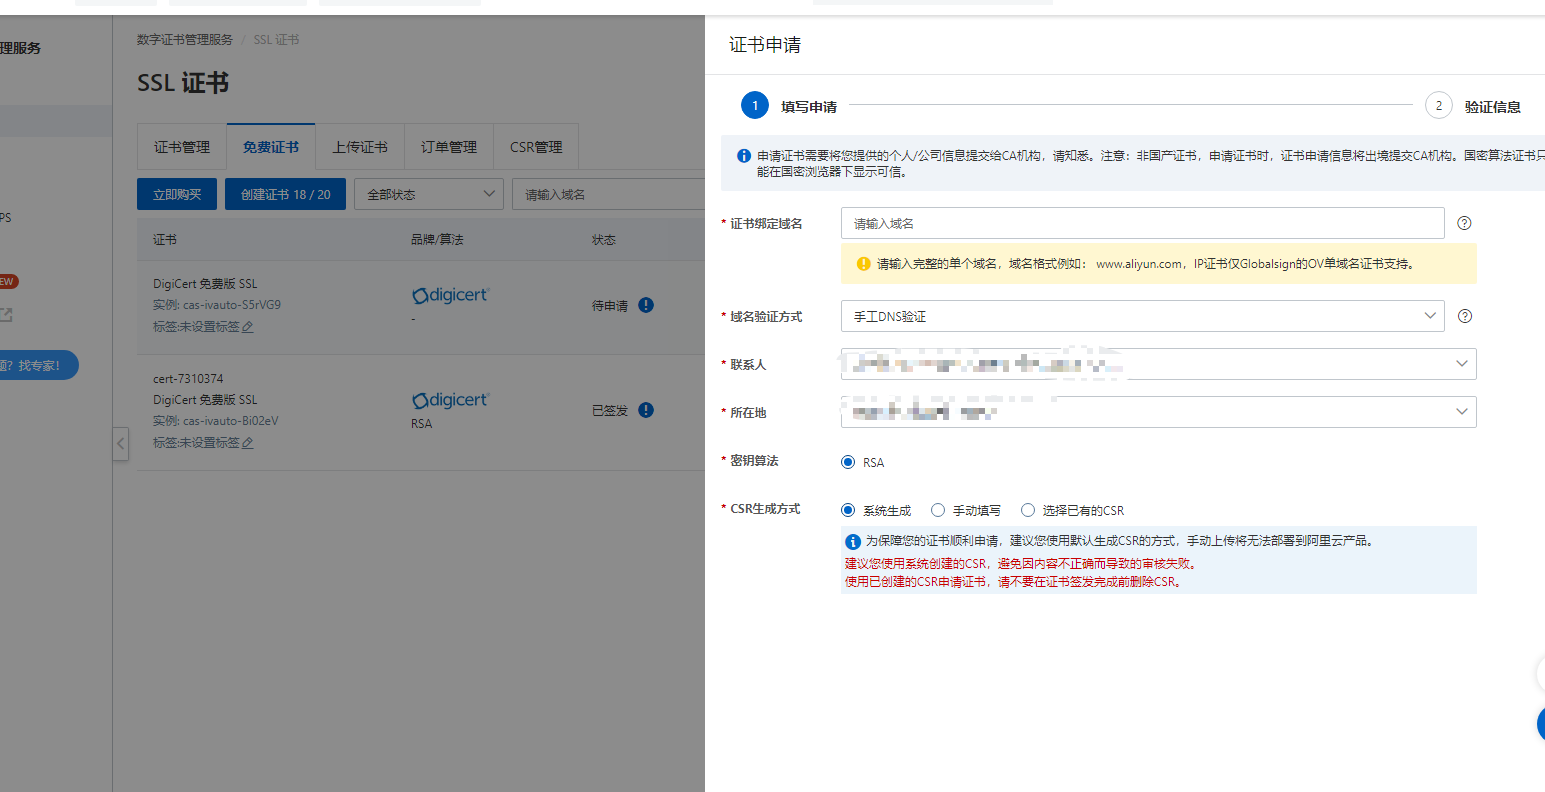 理服务
PS
EW
题？找专家！
数字证书管理服务 / SSL 证书
SSL 证书
证书管理 免费证书 上传证书 订单管理 CSR管理
立即购买 创建证书 18 / 20 全部状态 请输入域名
证书 品牌/算法 状态
DigiCert 免费版 SSL
实例: cas-ivauto-S5rVG9
标签:未设置标签
digicert
-
待申请
cert-7310374
DigiCert 免费版 SSL
实例: cas-ivauto-Bi02eV
标签:未设置标签
digicert
RSA
已签发
证书申请
1 填写申请 2 验证信息
申请证书需要将您提供的个人/公司信息提交给CA机构，请知悉。注意：非国产证书，申请证书时，证书申请信息将出境提交CA机构。国密算法证书只
能在国密浏览器下显示可信。
* 证书绑定域名 请输入域名
请输入完整的单个域名，域名格式例如： www.aliyun.com，IP证书仅Globalsign的OV单域名证书支持。
* 域名验证方式 手工DNS验证
* 联系人
* 所在地
* 密钥算法 RSA
* CSR生成方式 系统生成 手动填写 选择已有的CSR
为保障您的证书顺利申请，建议您使用默认生成CSR的方式，手动上传将无法部署到阿里云产品。
建议您使用系统创建的CSR，避免因内容不正确而导致的审核失败。
使用已创建的CSR申请证书，请不要在证书签发完成前删除CSR。